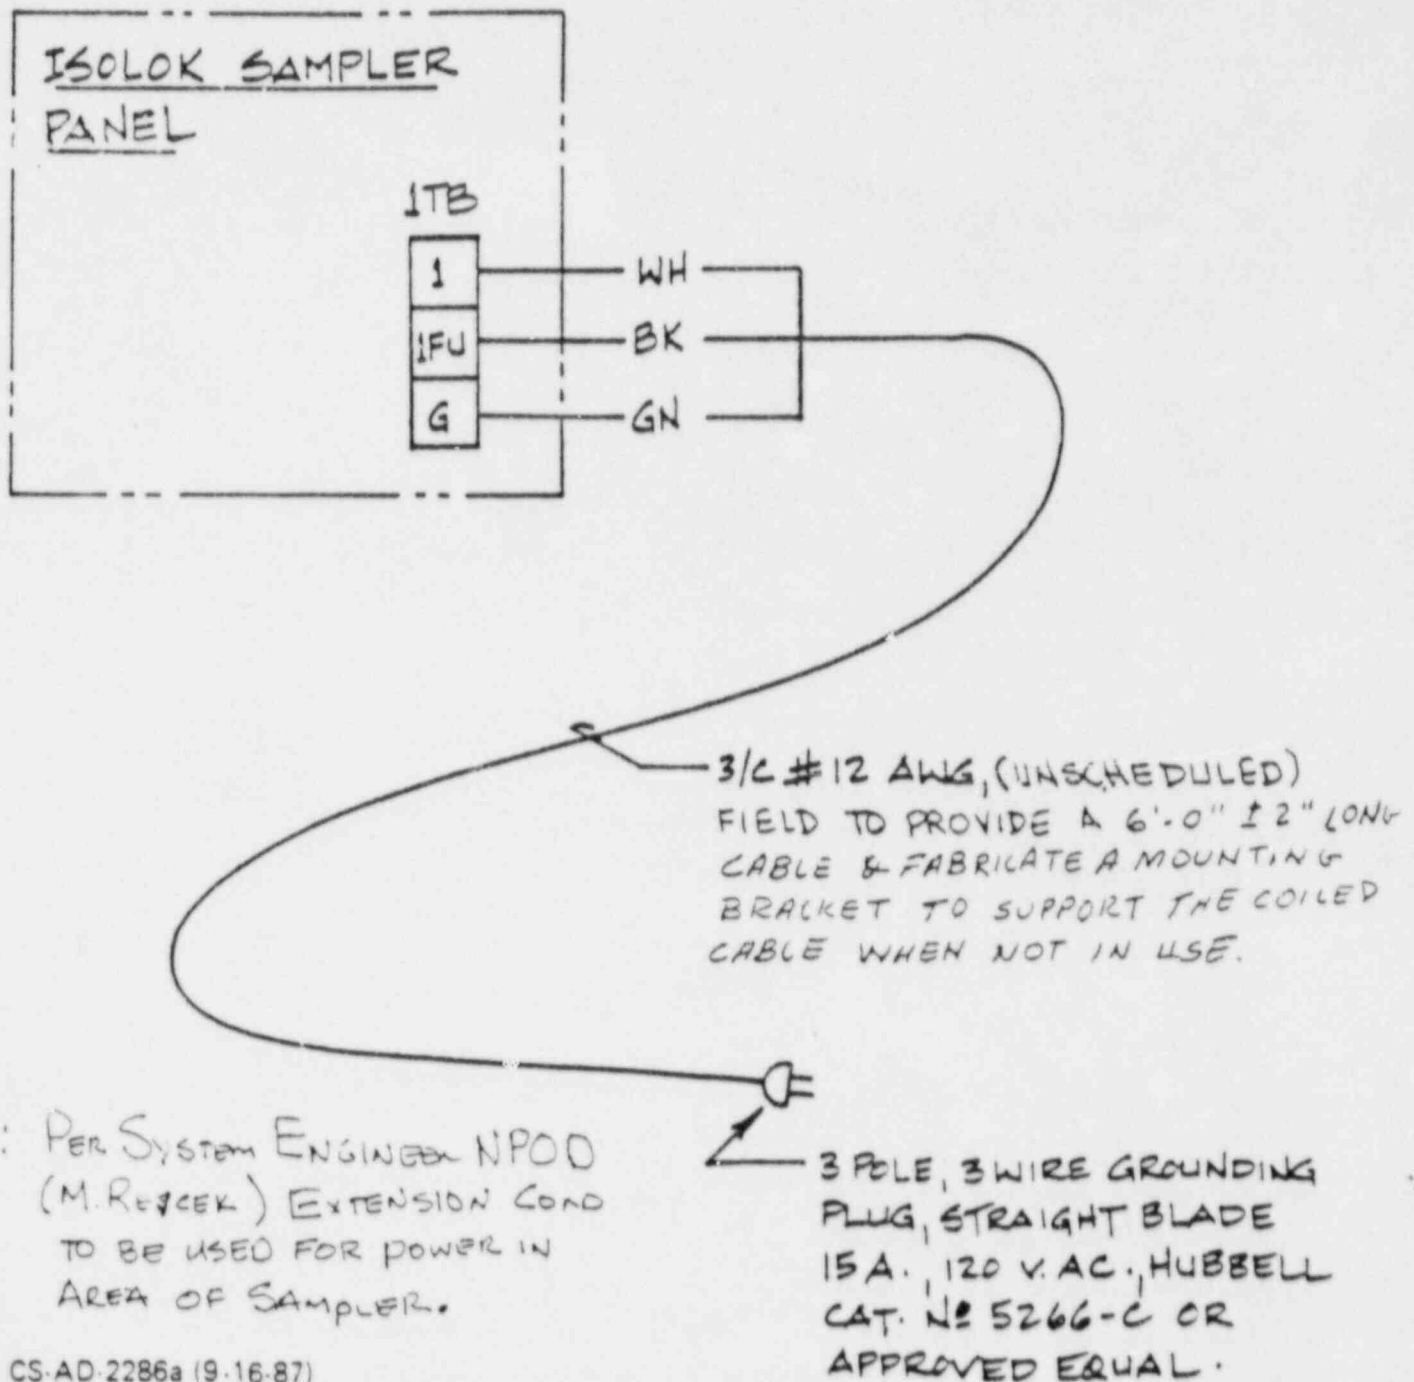 ISOLOK SAMPLER
PANEL
1TB
1
WH
1FU
BK
G
GN
3/C #12 AWG, (UNSCHEDULED)
FIELD TO PROVIDE A 6'-0" ± 2" LONG
CABLE & FABRICATE A MOUNTING
BRACKET TO SUPPORT THE COILED
CABLE WHEN NOT IN USE.
: PER SYSTEM ENGINEER NPOD
(M. ) EXTENSION CORD
TO BE USED FOR POWER IN
AREA OF SAMPLER.
3 POLE, 3 WIRE GROUNDING
PLUG, STRAIGHT BLADE
15 A., 120 V. AC., HUBBELL
CAT. Nº 5266-C OR
APPROVED EQUAL.
CS-AD-2286a (9-16-87)